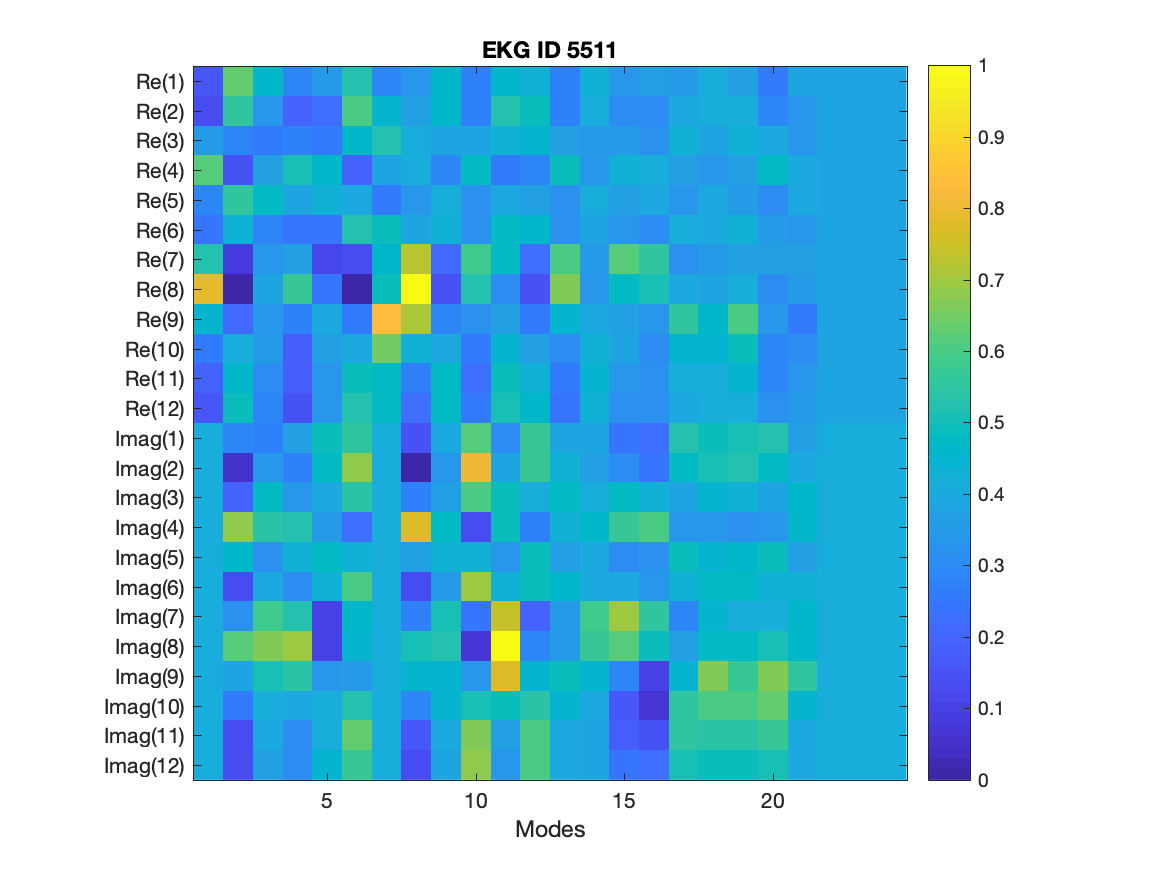 EKG ID 5511
Re(1)
Re(2)
Re(3)
Re(4)
Re(5)
Re(6)
Re(7)
Re(8)
Re(9)
Re(10)
Re(11)
Re(12)
Imag(1)
Imag(2)
Imag(3)
Imag(4)
Imag(5)
Imag(6)
Imag(7)
Imag(8)
Imag(9)
Imag(10)
Imag(11)
Imag(12)
5 10 15 20
Modes
1
0.9
0.8
0.7
0.6
0.5
0.4
0.3
0.2
0.1
0